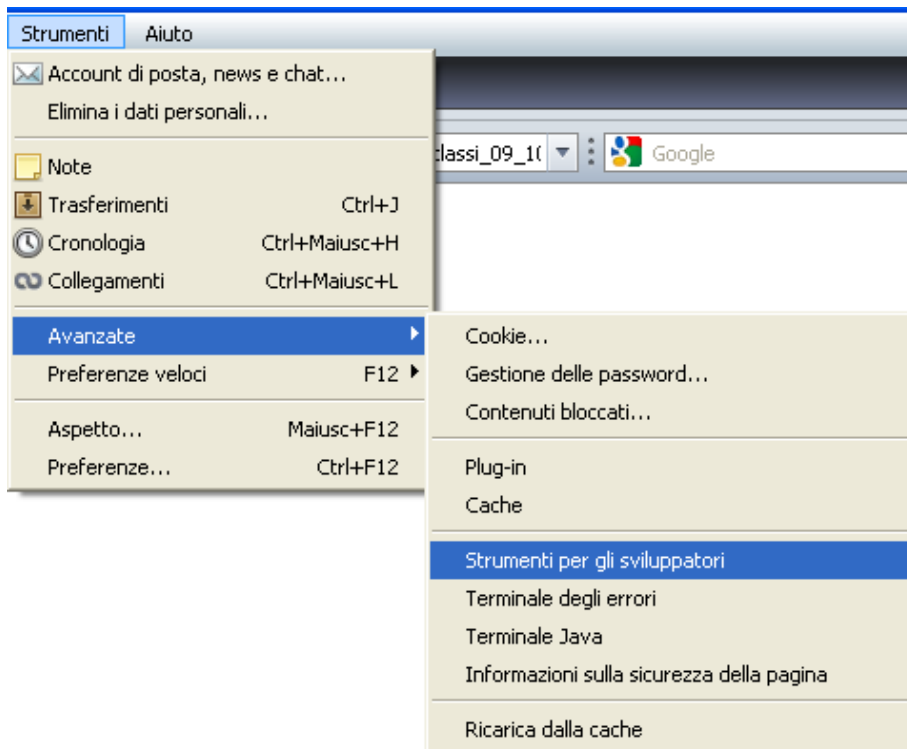 Strumenti Aiuto
Account di posta, news e chat...
Elimina i dati personali...
classi_09_1( Google
Note
Trasferimenti Ctrl+J
Cronologia Ctrl+Maiusc+H
Collegamenti Ctrl+Maiusc+L
Avanzate
Preferenze veloci F12
Aspetto... Maiusc+F12
Preferenze... Ctrl+F12
Cookie...
Gestione delle password...
Contenuti bloccati...
Plug-in
Cache
Strumenti per gli sviluppatori
Terminale degli errori
Terminale Java
Informazioni sulla sicurezza della pagina
Ricarica dalla cache